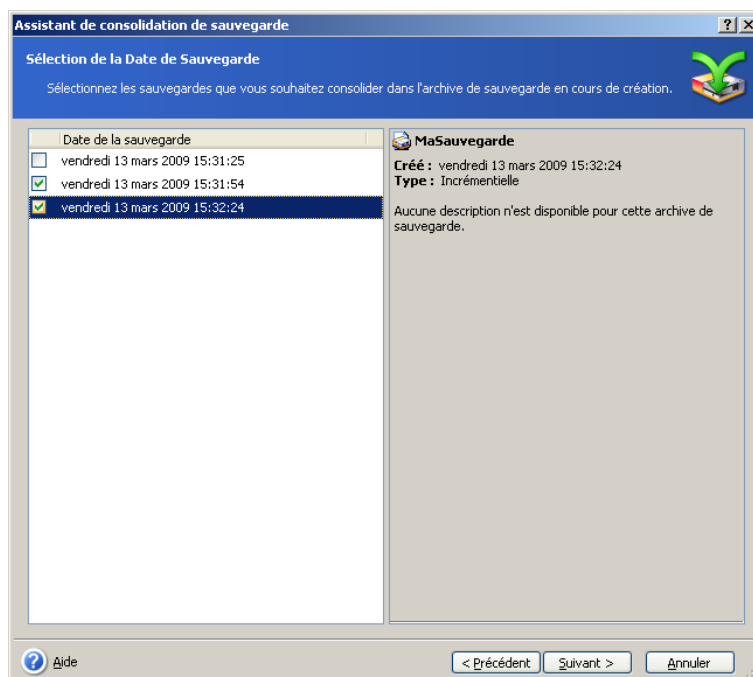 Assistant de consolidation de sauvegarde
Sélection de la Date de Sauvegarde
Sélectionnez les sauvegardes que vous souhaitez consolider dans l'archive de sauvegarde en cours de création.
Date de la sauvegarde
vendredi 13 mars 2009 15:31:25
vendredi 13 mars 2009 15:31:54
vendredi 13 mars 2009 15:32:24
MaSauvegarde
Créé : vendredi 13 mars 2009 15:32:24
Type : Incrémentielle
Aucune description n'est disponible pour cette archive de
sauvegarde.
Aide
< Précédent
Suivant >
Annuler